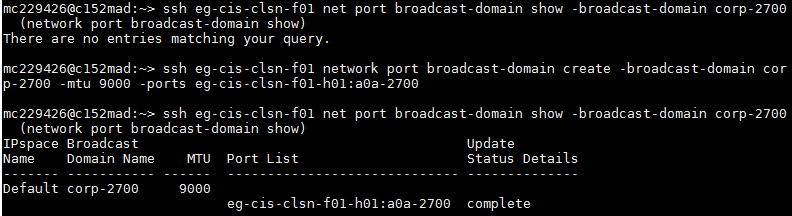 mc229426@c152mad:~> ssh eg-cis-clsn-f01 net port broadcast-domain show -broadcast-domain corp-2700
  (network port broadcast-domain show)
There are no entries matching your query.
mc229426@c152mad:~> ssh eg-cis-clsn-f01 network port broadcast-domain create -broadcast-domain cor
p-2700 -mtu 9000 -ports eg-cis-clsn-f01-h01:a0a-2700
mc229426@c152mad:~> ssh eg-cis-clsn-f01 net port broadcast-domain show -broadcast-domain corp-2700
  (network port broadcast-domain show)
IPspace Broadcast                                         Update
Name    Domain Name    MTU  Port List                     Status Details
------- ----------- ------  ----------------------------- --------------
Default corp-2700     9000
                            eg-cis-clsn-f01-h01:a0a-2700  complete